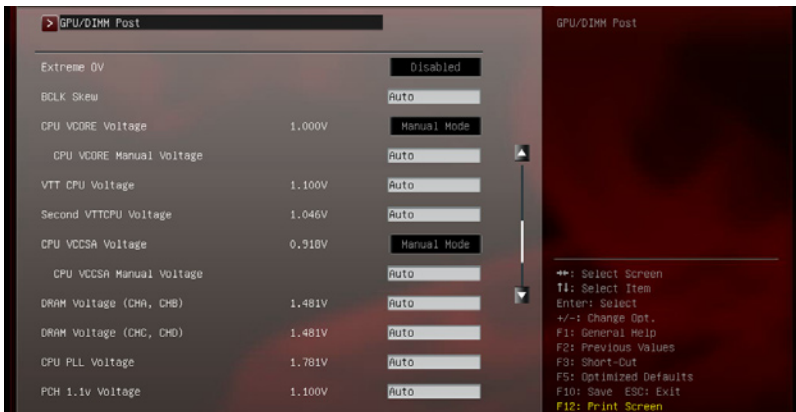 > GPU/DIMM Post
GPU/DIMM Post
Extreme OV Disabled
BCLK Skew Auto
CPU VCORE Voltage 1.000V Manual Mode
CPU VCORE Manual Voltage Auto
VTT CPU Voltage 1.100V Auto
Second VTTCPU Voltage 1.046V Auto
CPU VCCSA Voltage 0.918V Manual Mode
CPU VCCSA Manual Voltage Auto
DRAM Voltage (CHA, CHB) 1.481V Auto
DRAM Voltage (CHC, CHD) 1.481V Auto
CPU PLL Voltage 1.781V Auto
PCH 1.1v Voltage 1.100V Auto
→←: Select Screen
↑↓: Select Item
Enter: Select
+/-: Change Opt.
F1: General Help
F2: Previous Values
F3: Short-Cut
F5: Optimized Defaults
F10: Save ESC: Exit
F12: Print Screen